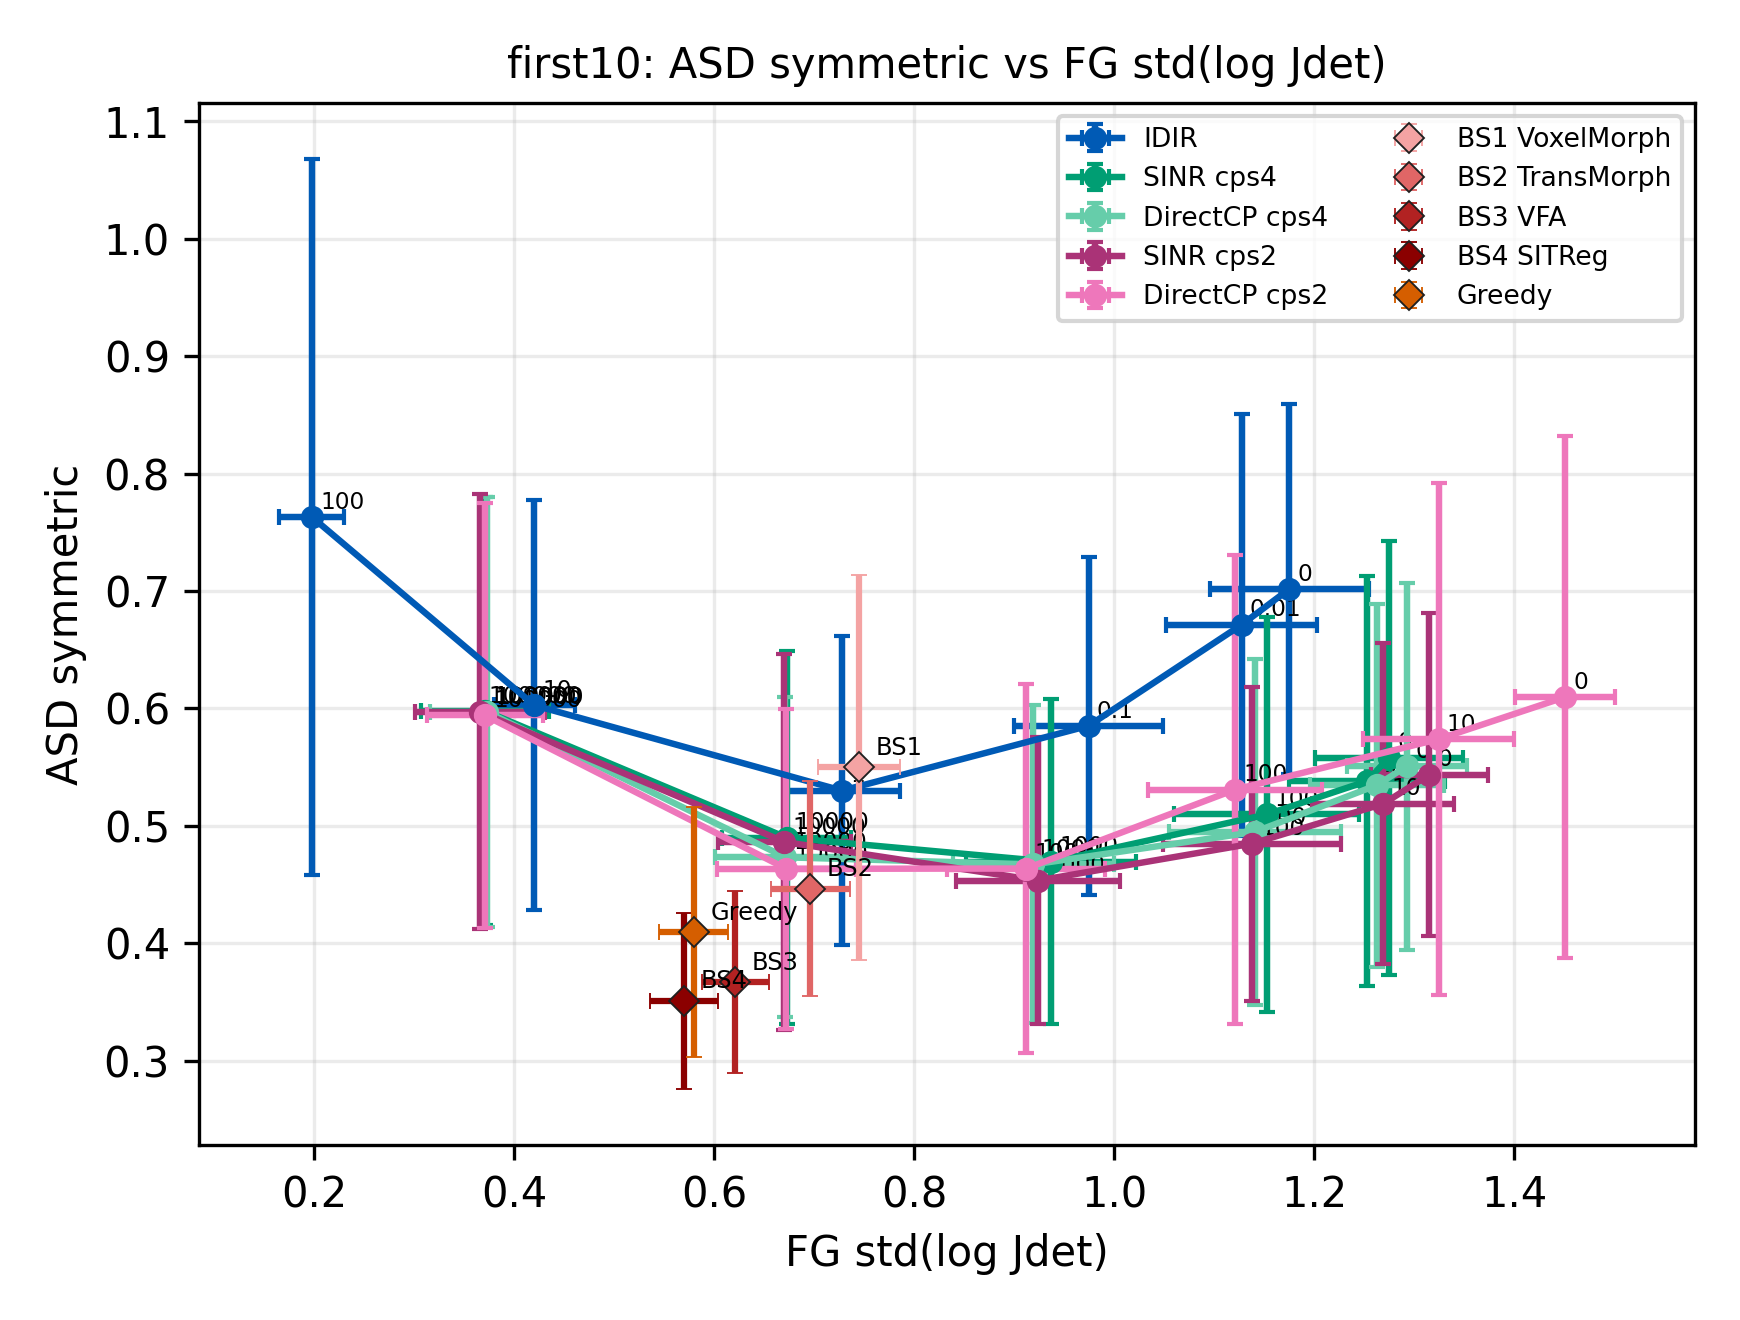 first10: ASD symmetric vs FG std(log Jdet)
IDIR
SINR cps4
DirectCP cps4
SINR cps2
DirectCP cps2
BS1 VoxelMorph
BS2 TransMorph
BS3 VFA
BS4 SITReg
Greedy
ASD symmetric
1.1
1.0
0.9
0.8
0.7
0.6
0.5
0.4
0.3
100
10
0.1
0.01
0
0
10
100
10
10000
BS1
BS2
Greedy
BS3
BS4
0.2
0.4
0.6
0.8
1.0
1.2
1.4
FG std(log Jdet)